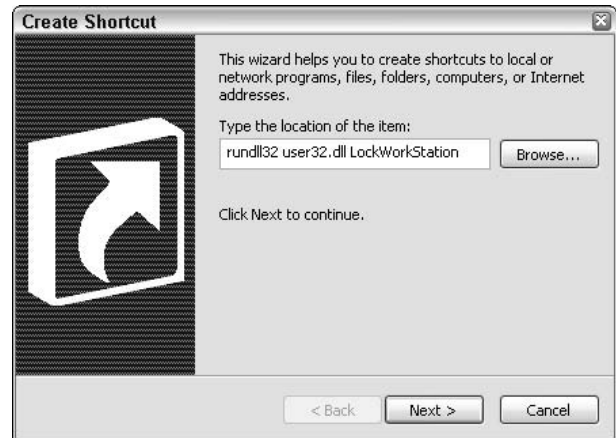 Create Shortcut
This wizard helps you to create shortcuts to local or
network programs, files, folders, computers, or Internet
addresses.
Type the location of the item:
rundll32 user32.dll LockWorkStation
Browse...
Click Next to continue.
< Back
Next >
Cancel